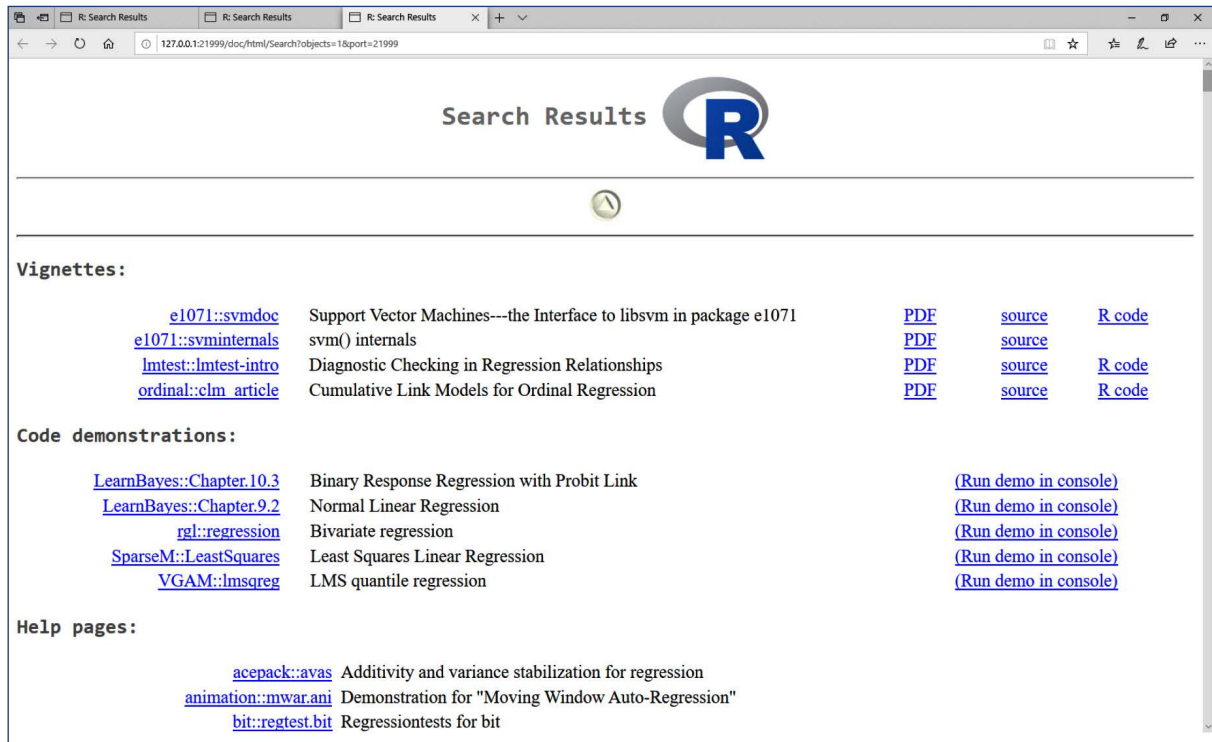 R: Search Results R: Search Results R: Search Results
127.0.0.1:21999/doc/html/Search?objects=1&port=21999
Search Results R
Vignettes:
e1071::svmdoc Support Vector Machines---the Interface to libsvm in package e1071 PDF source R code
e1071::svminternals svm() internals PDF source
lmtest::lmtest-intro Diagnostic Checking in Regression Relationships PDF source R code
ordinal::clm_article Cumulative Link Models for Ordinal Regression PDF source R code
Code demonstrations:
LearnBayes::Chapter.10.3 Binary Response Regression with Probit Link (Run demo in console)
LearnBayes::Chapter.9.2 Normal Linear Regression (Run demo in console)
rgl::regression Bivariate regression (Run demo in console)
SparseM::LeastSquares Least Squares Linear Regression (Run demo in console)
VGAM::lmsqreg LMS quantile regression (Run demo in console)
Help pages:
acepack::avas Additivity and variance stabilization for regression
animation::mwar.ani Demonstration for "Moving Window Auto-Regression"
bit::regtest.bit Regressiontests for bit